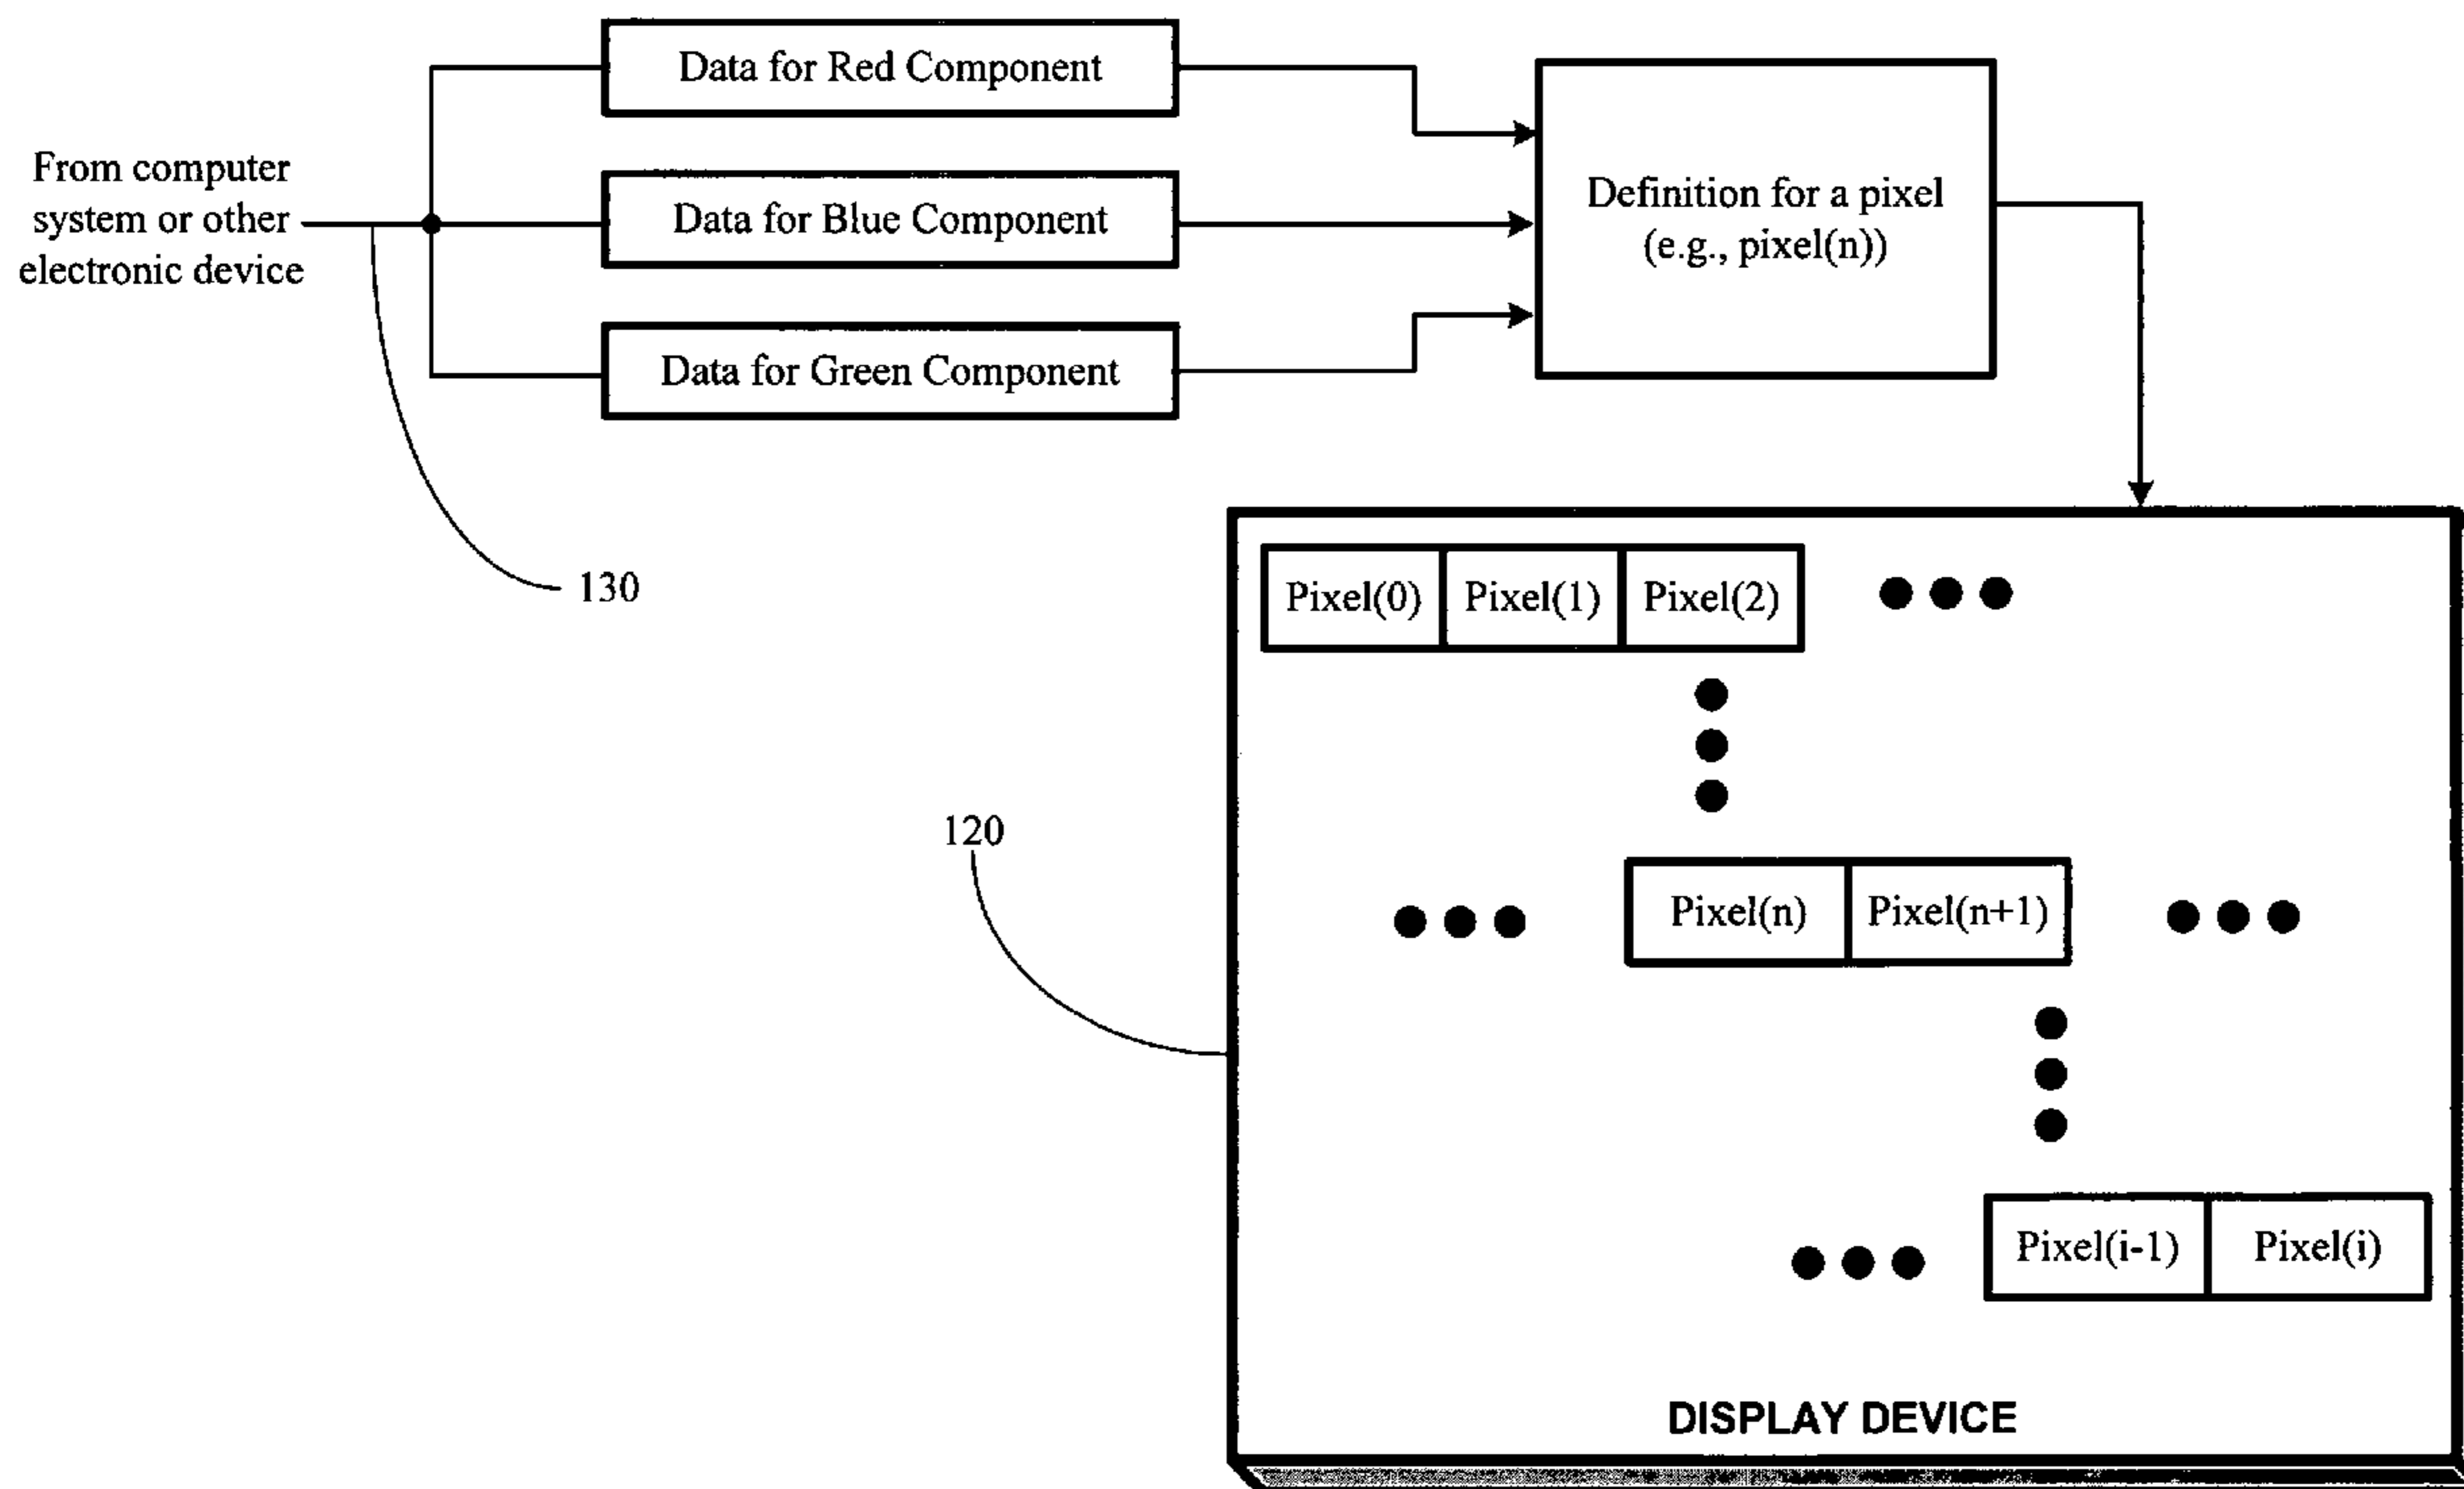 Data for Red Component
From computer
system or other
electronic device
Data for Blue Component
Data for Green Component
Definition for a pixel
(e.g., pixel(n))
130
Pixel(0) Pixel(1) Pixel(2)
120
Pixel(n) Pixel(n+1)
Pixel(i-1) Pixel(i)
DISPLAY DEVICE